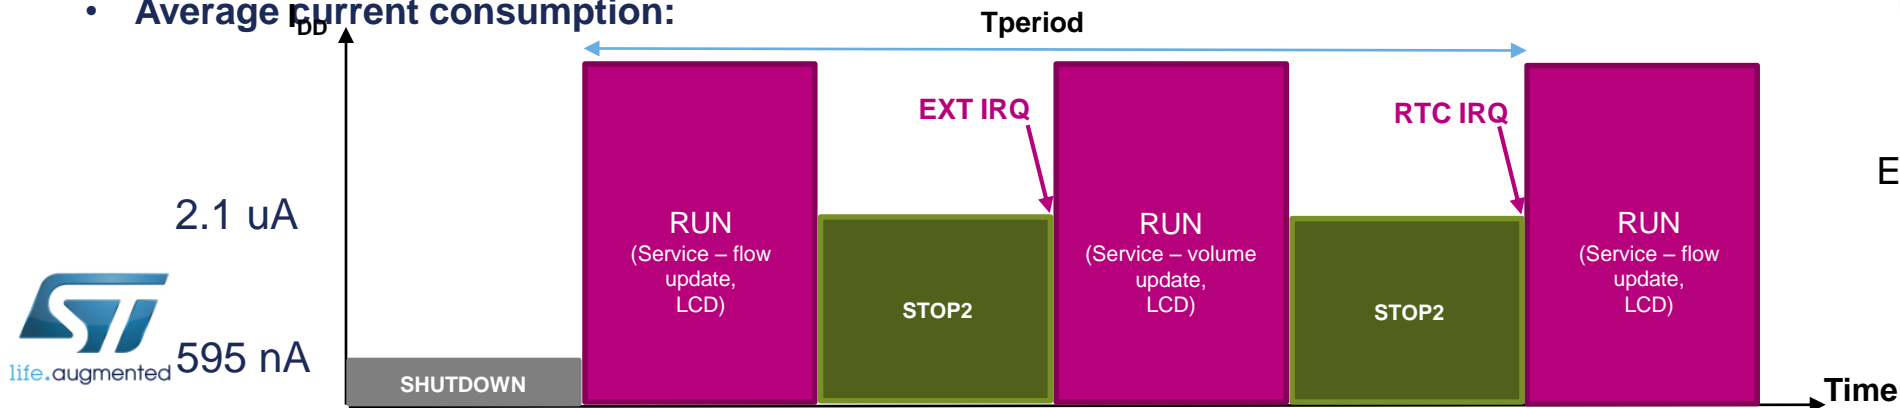 • Average current consumption:
IDD
Tperiod
EXT IRQ
RTC IRQ
E
2.1 uA
RUN
(Service – flow
update,
LCD)
STOP2
RUN
(Service – volume
update,
LCD)
STOP2
RUN
(Service – flow
update,
LCD)
ST
life.augmented
595 nA
SHUTDOWN
Time